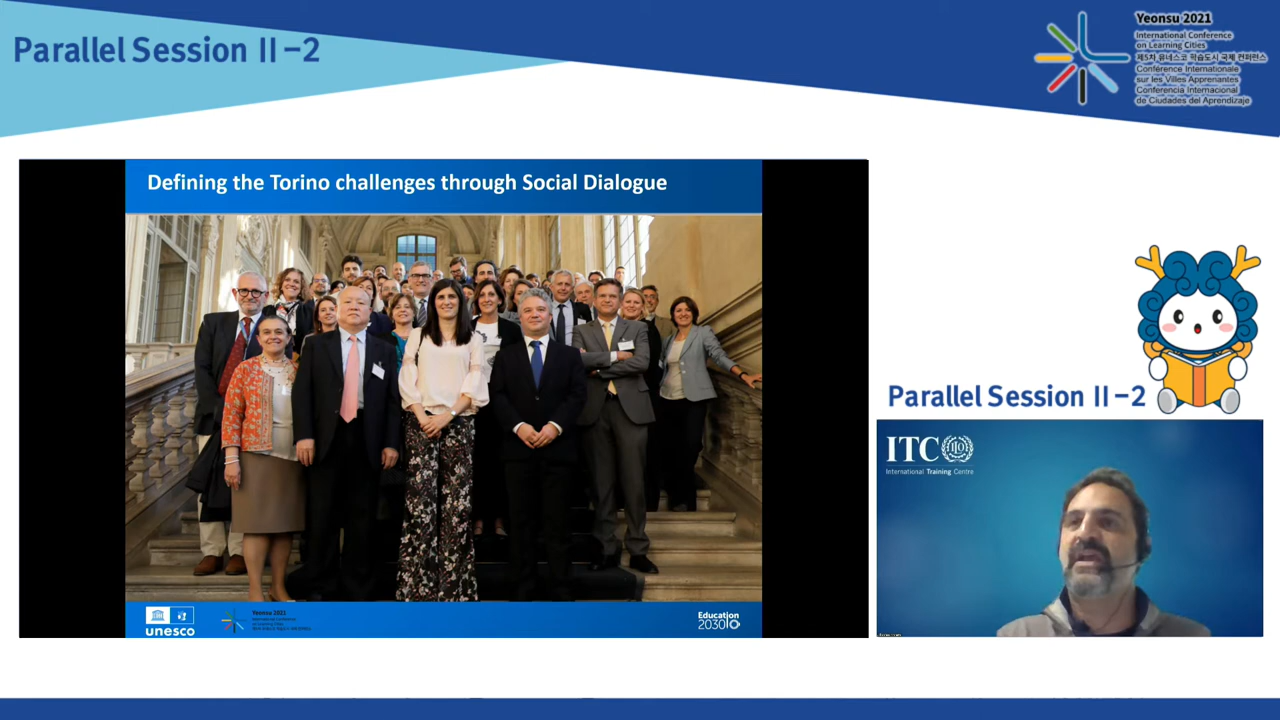 Parallel Session II-2
Yeonsu 2021
International Conference
on Learning Cities
제5차 유네스코 학습도시 국제 컨퍼런스
Conférence Internationale
sur les Villes Apprenantes
Conferencia Internacional
de Ciudades del Aprendizaje
Defining the Torino challenges through Social Dialogue
unesco
Yeonsu 2021
Education
2030
Parallel Session II-2
ITC
International Training Centre